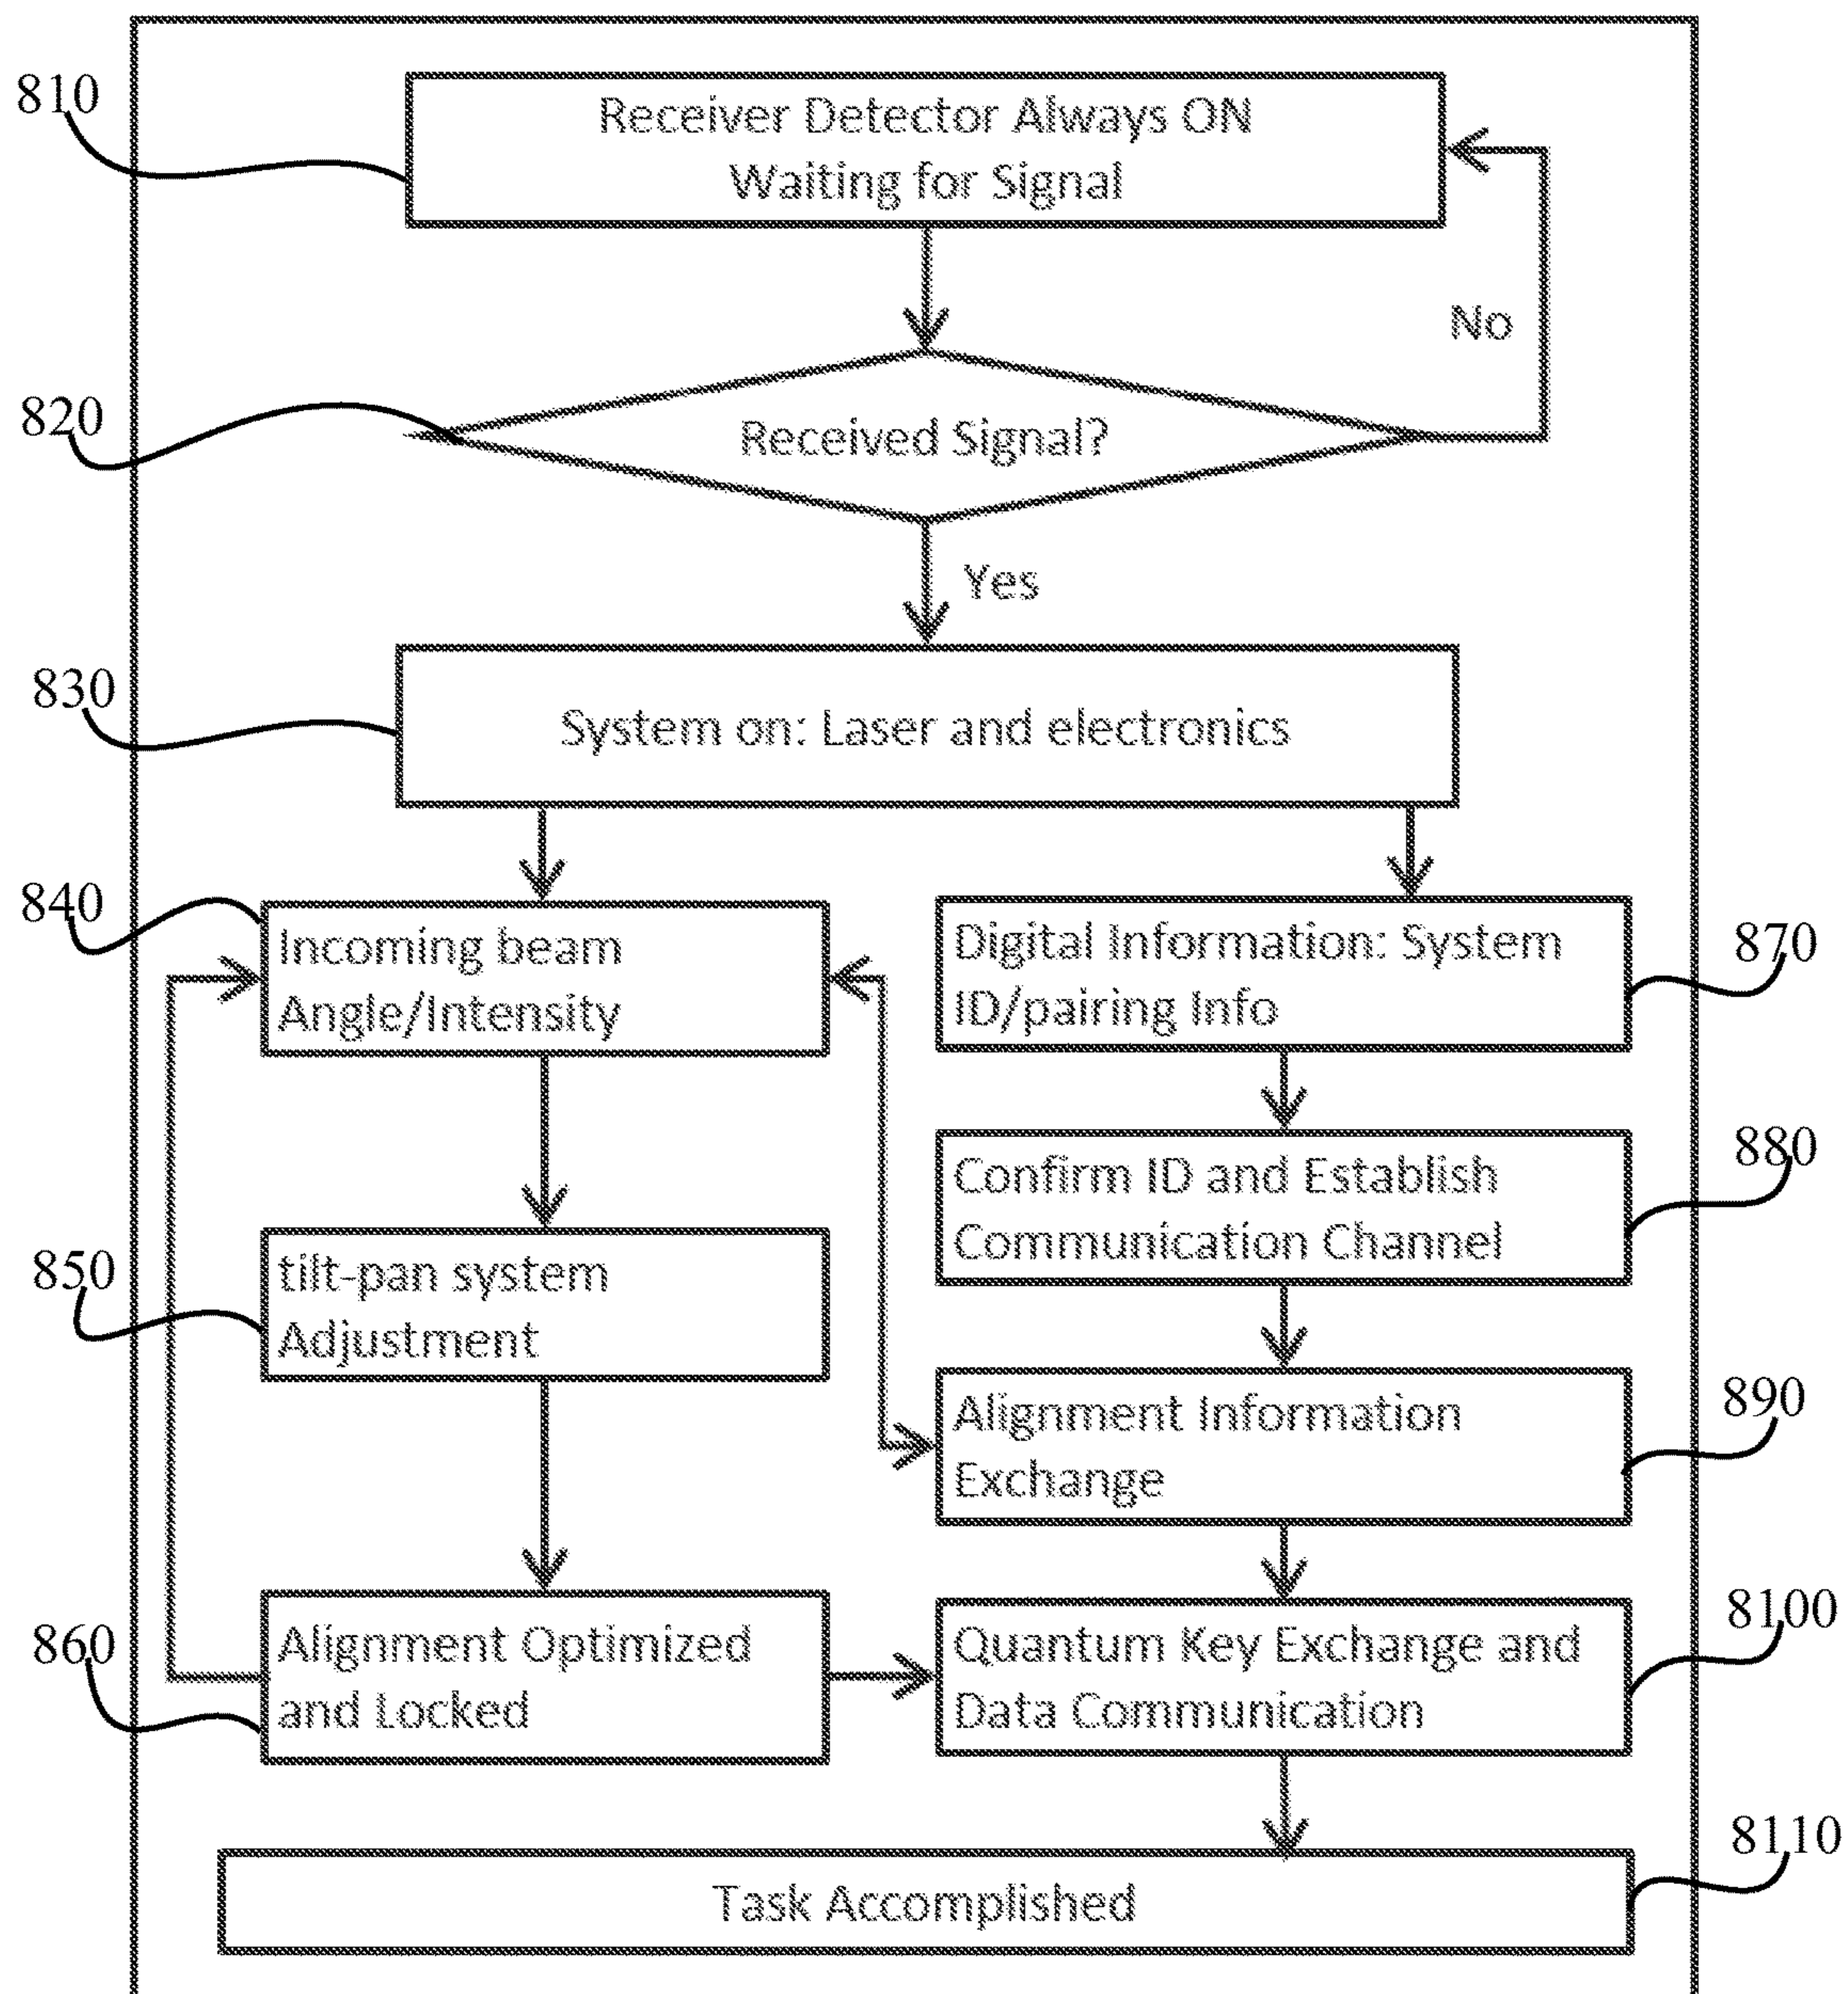 810
Receiver Detector Always ON
Waiting for Signal
No
820
Received Signal?
Yes
830
System on: Laser and electronics
840
Incoming beam
Angle/Intensity
Digital Information: System
ID/pairing Info
870
Confirm ID and Establish
Communication Channel
880
850
tilt-pan system
Adjustment
Alignment Information
Exchange
890
860
Alignment Optimized
and Locked
Quantum Key Exchange and
Data Communication
8100
Task Accomplished
8110